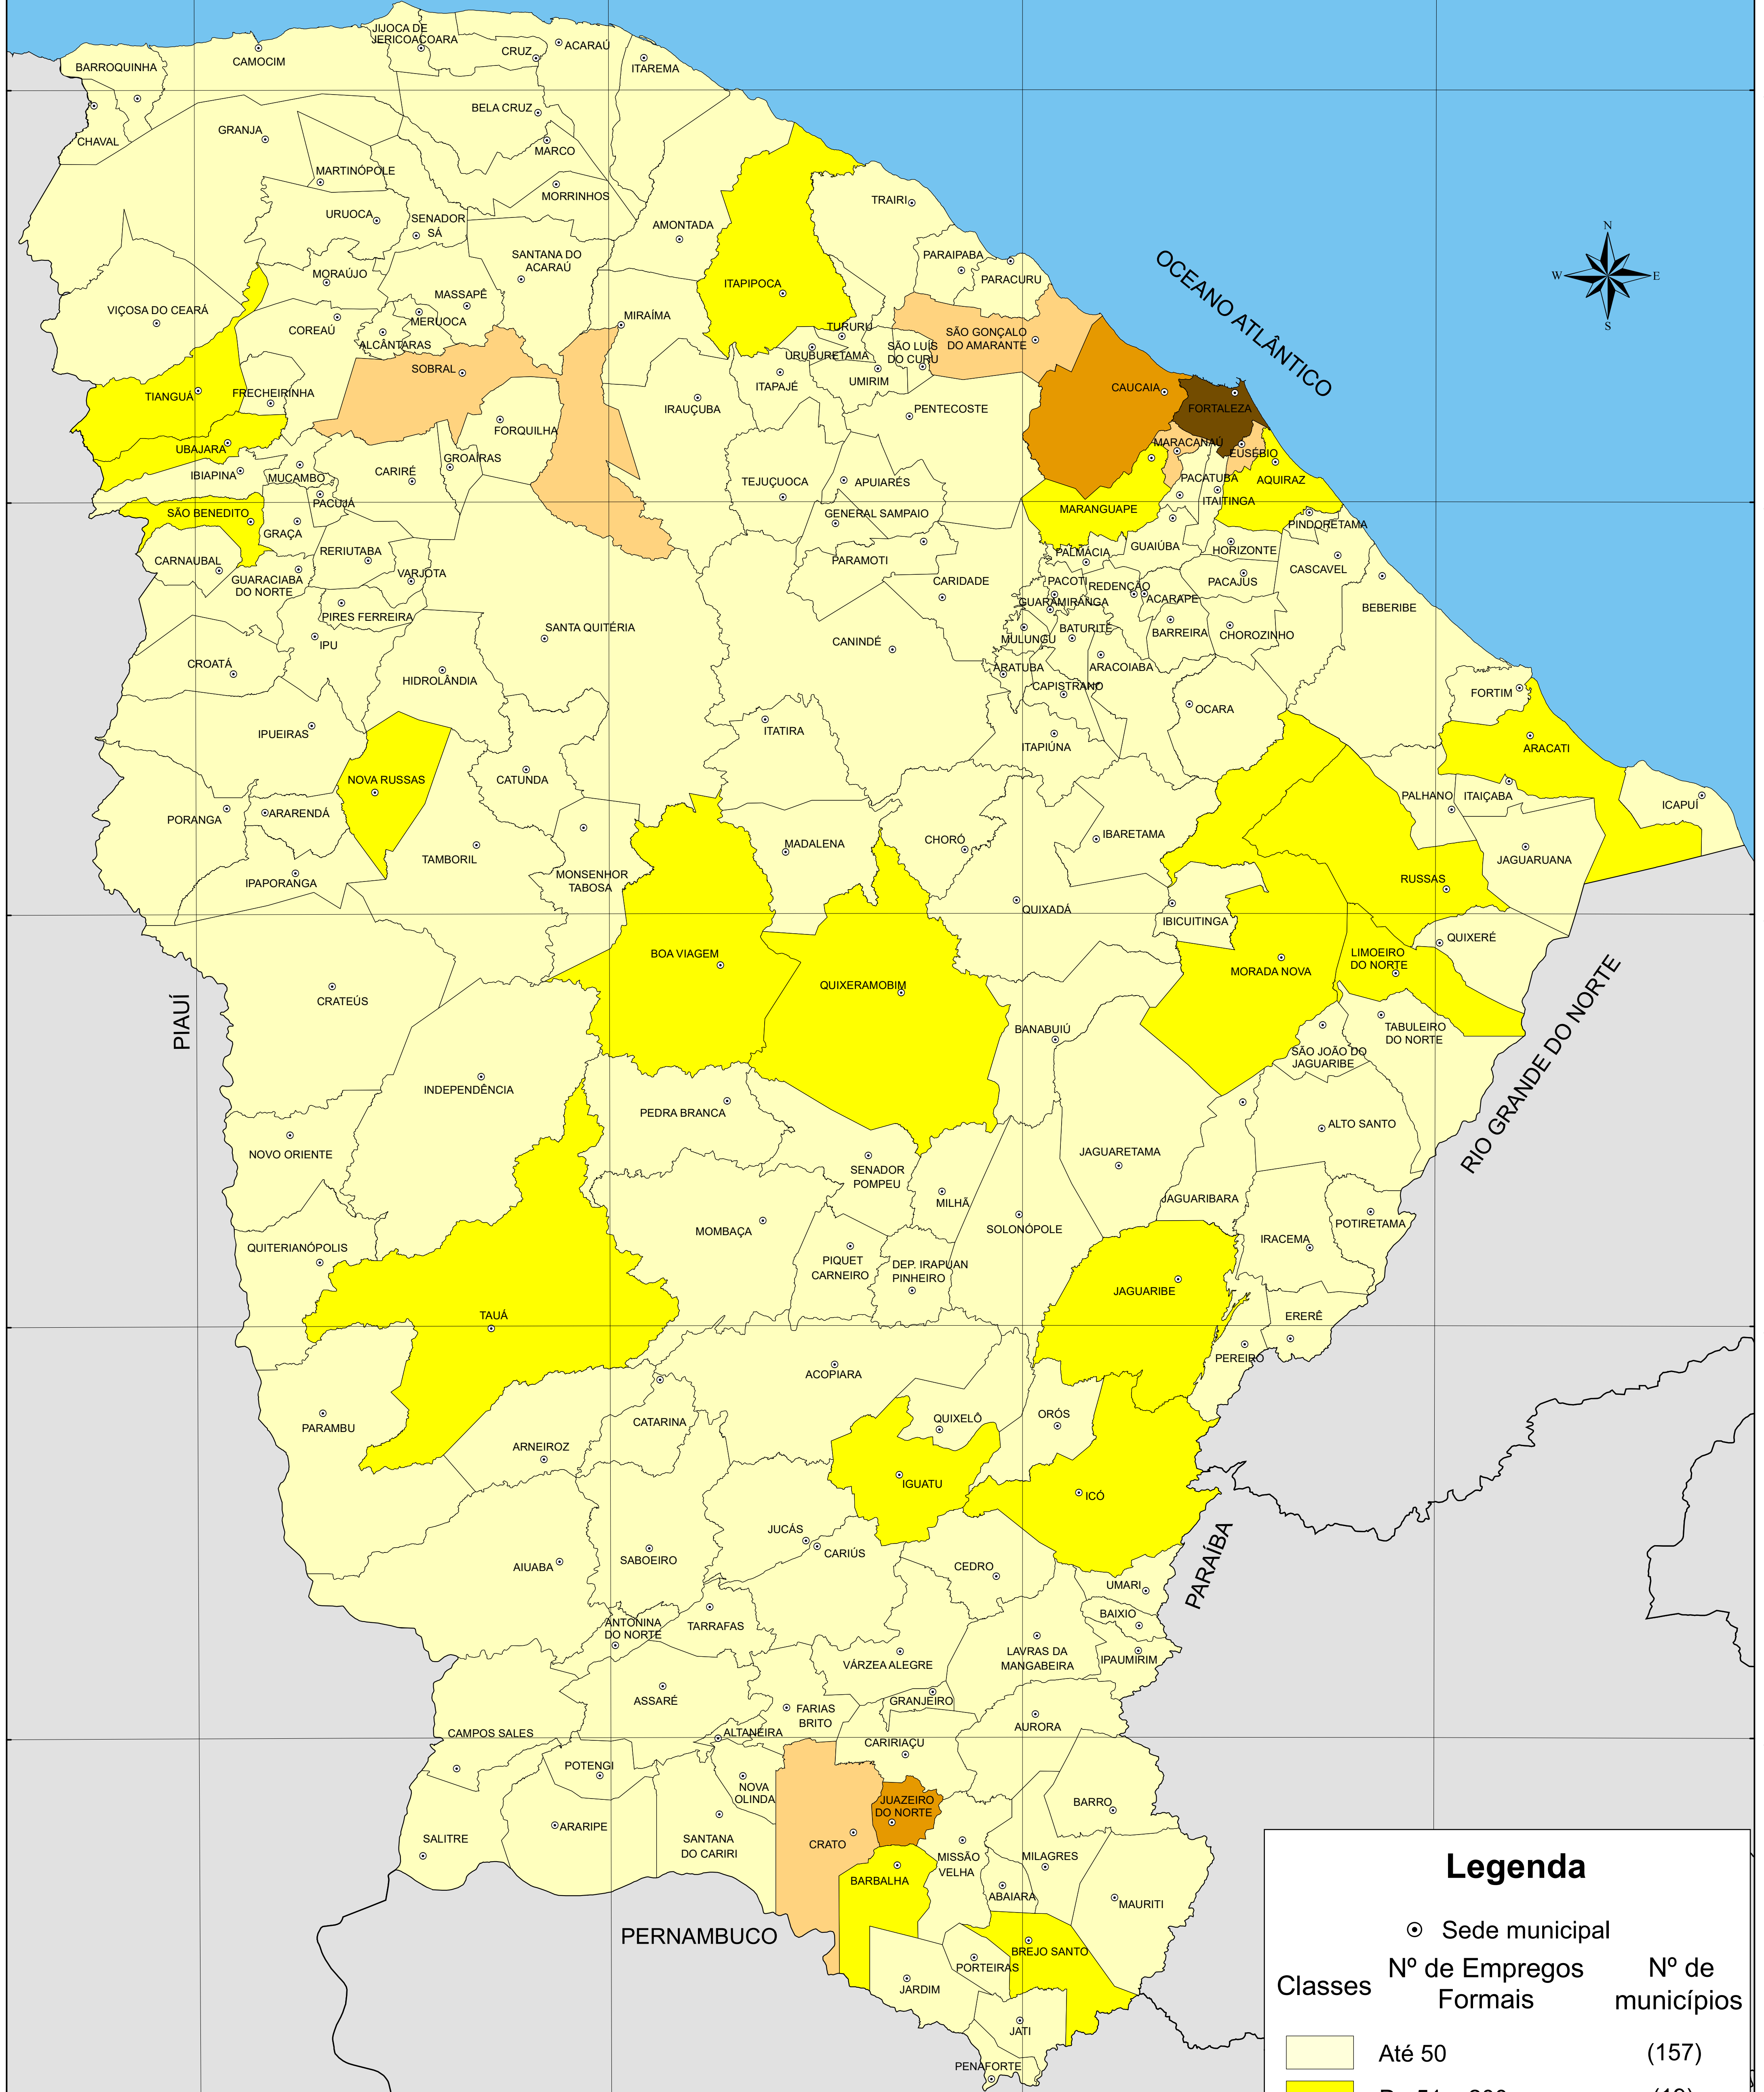 JIJOCA DE
JERICOACOARA
CRUZ
ACARAÚ
BARROQUINHA
CAMOCIM
ITAREMA
BELA CRUZ
CHAVAL
GRANJA
MARCO
MARTINÓPOLE
MORRINHOS
TRAIRI
URUOCA
SENADOR
SÁ
AMONTADA
N
W
E
S
SANTANA DO
ACARAÚ
PARAIPABA
PARACURU
OCEANO ATLÂNTICO
MORAÚJO
ITAPIPOCA
MASSAPÊ
VIÇOSA DO CEARÁ
MERUOCA
MIRAÍMA
COREAÚ
TURURU
SÃO GONÇALO
DO AMARANTE
ALCÂNTARAS
URUBURETAMA
SÃO LUÍS
DO CURU
SOBRAL
ITAPAJÉ
UMIRIM
CAUCAIA
TIANGUÁ
FRECHEIRINHA
IRAUÇUBA
PENTECOSTE
FORTALEZA
FORQUILHA
MARACANAÚ
UBAJARA
EUSÉBIO
GROAÍRAS
IBIAPINA
MUCAMBO
CARIRÉ
TEJUÇUOCA
APUIARÉS
PACATUBA
AQUIRAZ
PACUJÁ
ITAITINGA
MARANGUAPE
SÃO BENEDITO
GENERAL SAMPAIO
PINDORETAMA
GRAÇA
RERIUTABA
PALMÁCIA
GUAIÚBA
HORIZONTE
CARNAUBAL
PARAMOTI
CASCAVEL
GUARACIABA
DO NORTE
VARJOTA
CARIDADE
PACOTI
REDENÇÃO
PACAJUS
GUARAMIRANGA
ACARAPE
BEBERIBE
PIRES FERREIRA
SANTA QUITÉRIA
BATURITÉ
BARREIRA
CHOROZINHO
IPU
CANINDÉ
MULUNGU
CROATÁ
ARATUBA
ARACOIABA
HIDROLÂNDIA
CAPISTRANO
FORTIM
OCARA
IPUEIRAS
ITATIRA
ITAPIÚNA
ARACATI
NOVA RUSSAS
CATUNDA
PALHANO
ITAIÇABA
ICAPUÍ
PORANGA
ARARENDÁ
MADALENA
CHORÓ
IBARETAMA
TAMBORIL
JAGUARUANA
IPAPORANGA
MONSENHOR
TABOSA
RUSSAS
QUIXADÁ
IBICUITINGA
QUIXERÉ
BOA VIAGEM
LIMOEIRO
DO NORTE
MORADA NOVA
QUIXERAMOBIM
CRATEÚS
PIAUÍ
BANABUIÚ
TABULEIRO
DO NORTE
SÃO JOÃO DO
JAGUARIBE
RIO GRANDE DO NORTE
INDEPENDÊNCIA
PEDRA BRANCA
ALTO SANTO
NOVO ORIENTE
JAGUARETAMA
SENADOR
POMPEU
MILHÃ
JAGUARIBARA
MOMBAÇA
SOLONÓPOLE
POTIRETAMA
IRACEMA
QUITERIANÓPOLIS
PIQUET
CARNEIRO
DEP. IRAPUAN
PINHEIRO
JAGUARIBE
TAUÁ
ERERÊ
PEREIRO
ACOPIARA
PARAMBU
CATARINA
QUIXELÔ
ORÓS
ARNEIROZ
IGUATU
ICÓ
JUCÁS
CARIÚS
AIUABA
SABOEIRO
CEDRO
PARAÍBA
UMARI
ANTONINA
DO NORTE
TARRAFAS
BAIXIO
LAVRAS DA
MANGABEIRA
VÁRZEA ALEGRE
IPAUMIRIM
ASSARÉ
FARIAS
BRITO
GRANJEIRO
AURORA
CAMPOS SALES
ALTANEIRA
CARIRIAÇU
POTENGI
NOVA
OLINDA
JUAZEIRO
DO NORTE
BARRO
ARARIPE
SALITRE
SANTANA
DO CARIRI
CRATO
MISSÃO
VELHA
MILAGRES
BARBALHA
ABAIARA
MAURITI
PERNAMBUCO
BREJO SANTO
PORTEIRAS
JARDIM
JATI
PENAFORTE
Legenda
Sede municipal
Classes
Nº de Empregos
Formais
Nº de
municípios
Até 50
(157)